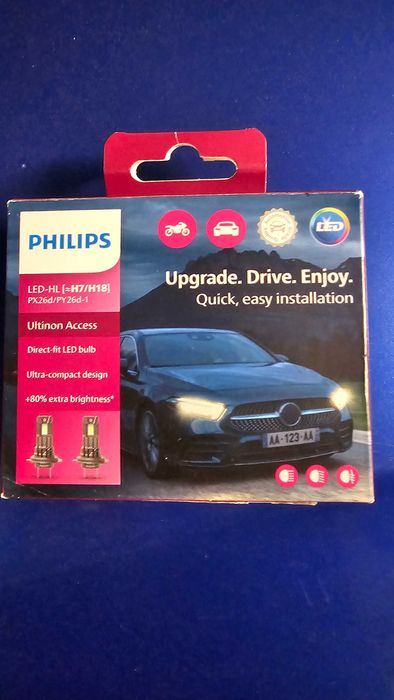 PHILIPS
LED-HL [≈H7/H18]
PX26d/PY26d-1
Ultinon Access
Direct-fit LED bulb
Ultra-compact design
+80% extra brightness*
LED
Upgrade. Drive. Enjoy.
Quick, easy installation
AA-123-AA